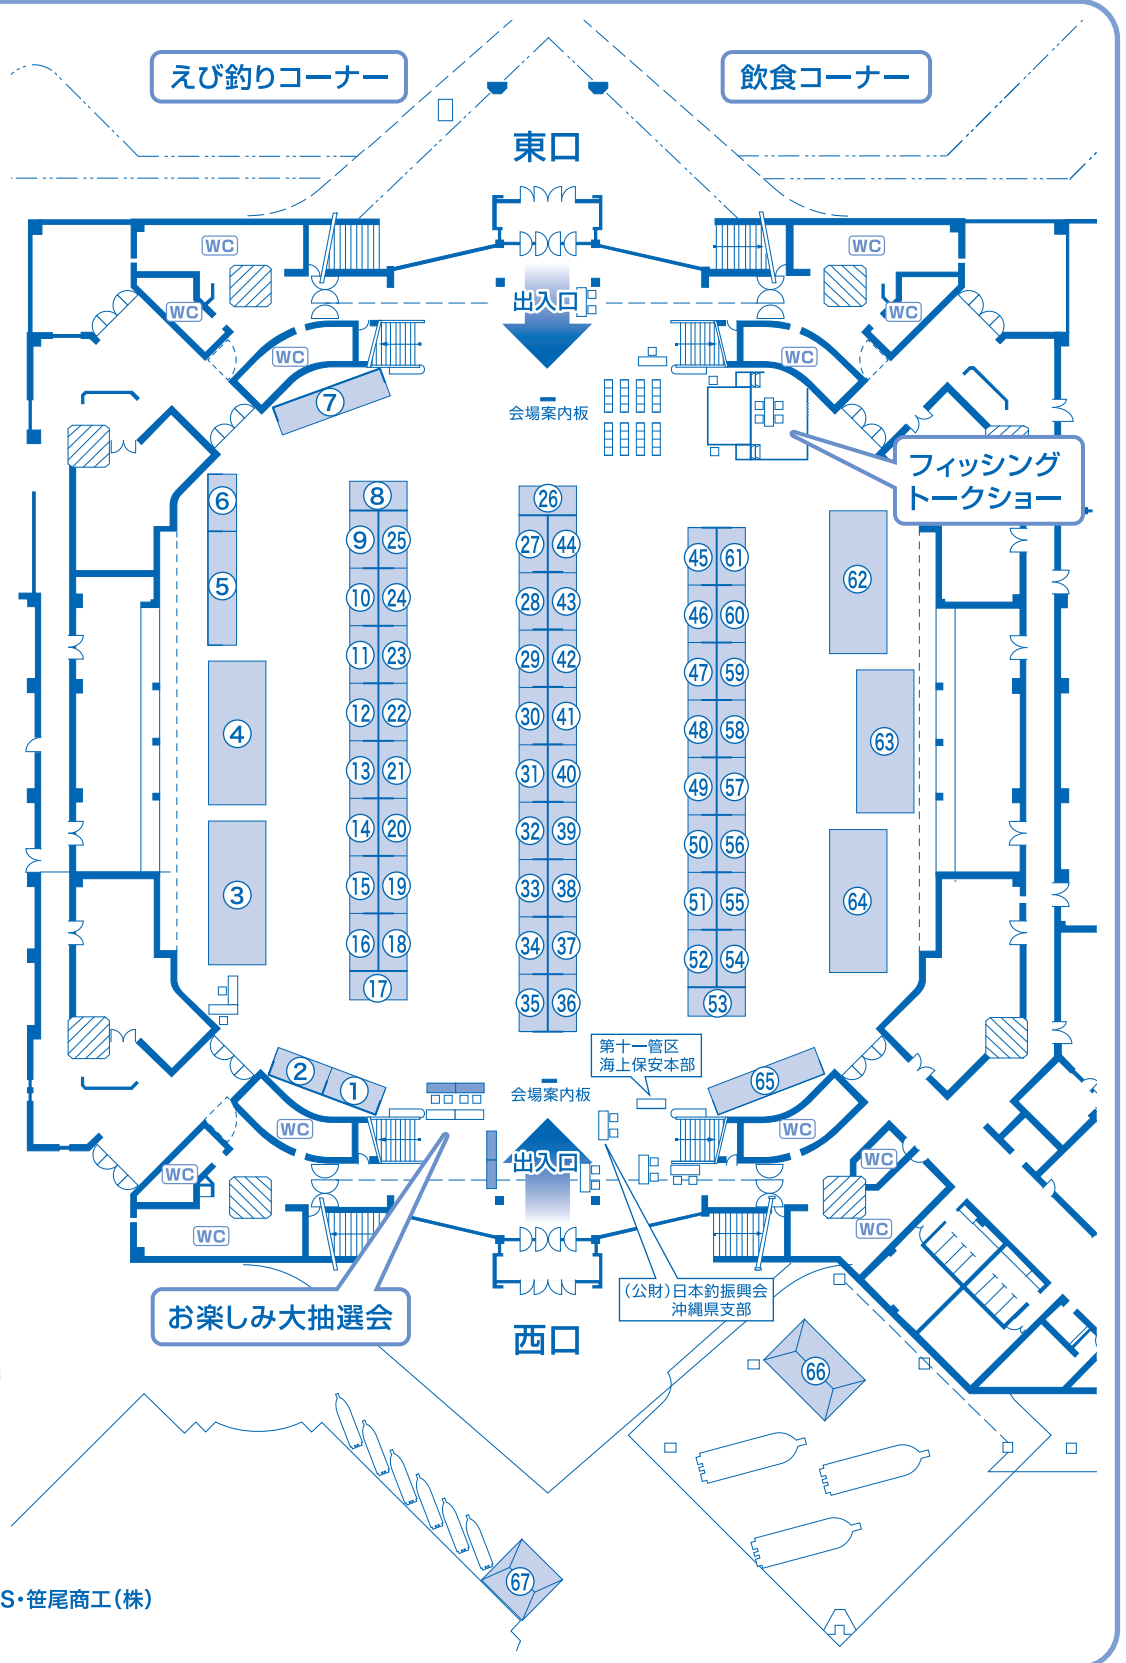 えび釣りコーナー
飲食コーナー
東口
WC
WC
WC
WC
出入口
WC
WC
会場案内板
フィッシング
トークショー
7
6
5
4
3
8
9 25
10 24
11 23
12 22
13 21
14 20
15 19
16 18
17
26
27 44
28 43
29 42
30 41
31 40
32 39
33 38
34 37
35 36
45 61
46 60
47 59
48 58
49 57
50 56
51 55
52 54
53
62
63
64
2
1
65
第十一管区
海上保安本部
会場案内板
WC
WC
出入口
WC
WC
WC
WC
お楽しみ大抽選会
(公財)日本釣振興会
沖縄県支部
西口
66
67
S・笹尾商工(株)